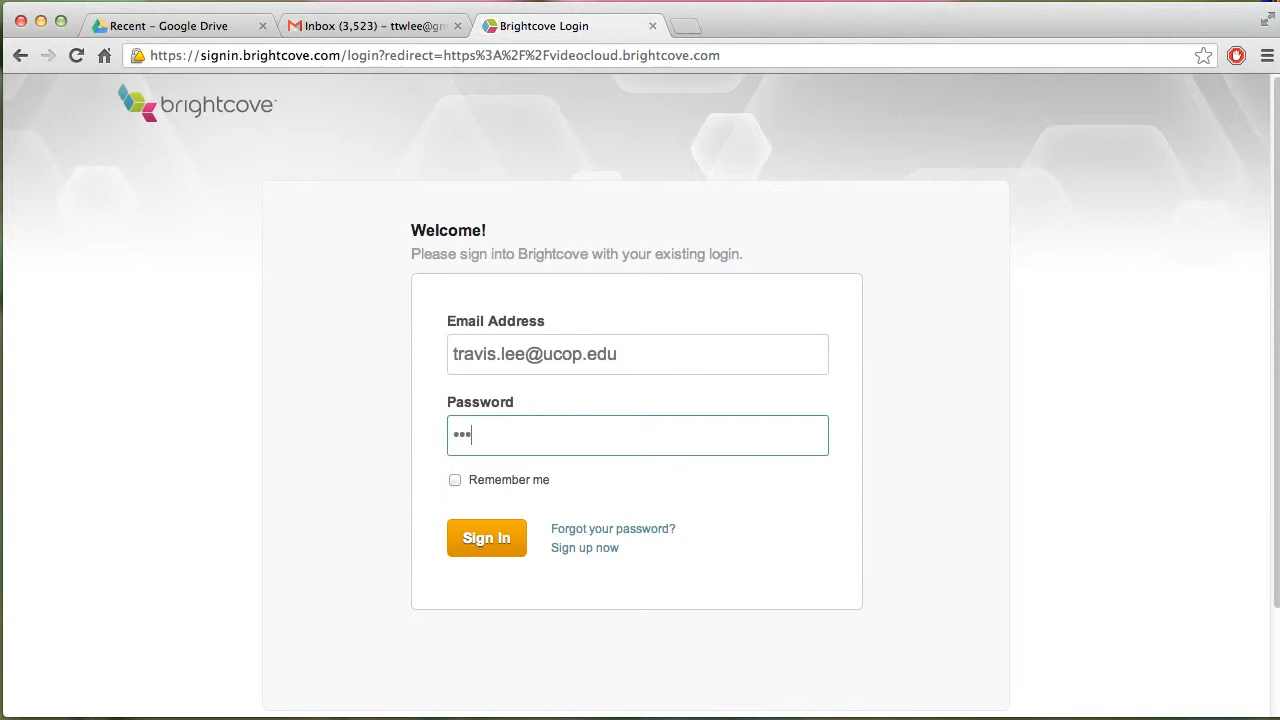 Recent – Google Drive
Inbox (3,523) – ttwlee@gm
Brightcove Login
https://signin.brightcove.com/login?redirect=https%3A%2F%2Fvideocloud.brightcove.com
brightcove™
Welcome!
Please sign into Brightcove with your existing login.
Email Address
travis.lee@ucop.edu
Password
•••
Remember me
Sign In
Forgot your password?
Sign up now